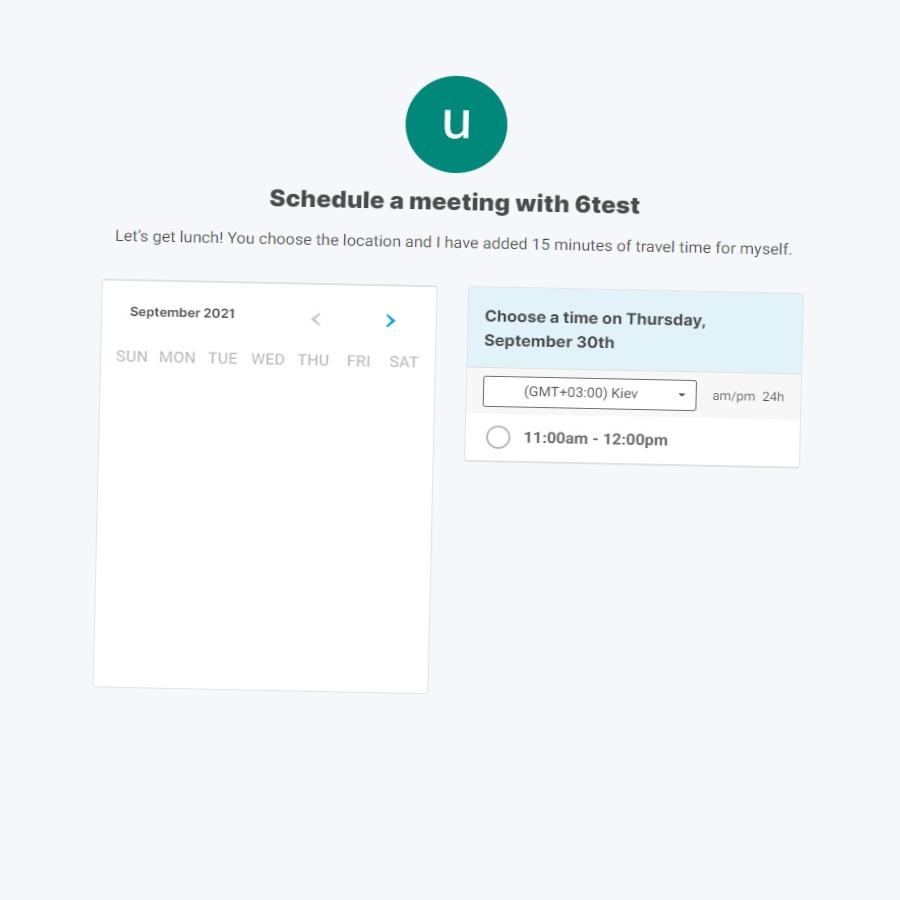 u
Schedule a meeting with 6test
Let's get lunch! You choose the location and I have added 15 minutes of travel time for myself.
September 2021
SUN MON TUE WED THU FRI SAT
Choose a time on Thursday,
September 30th
(GMT+03:00) Kiev
am/pm 24h
11:00am - 12:00pm